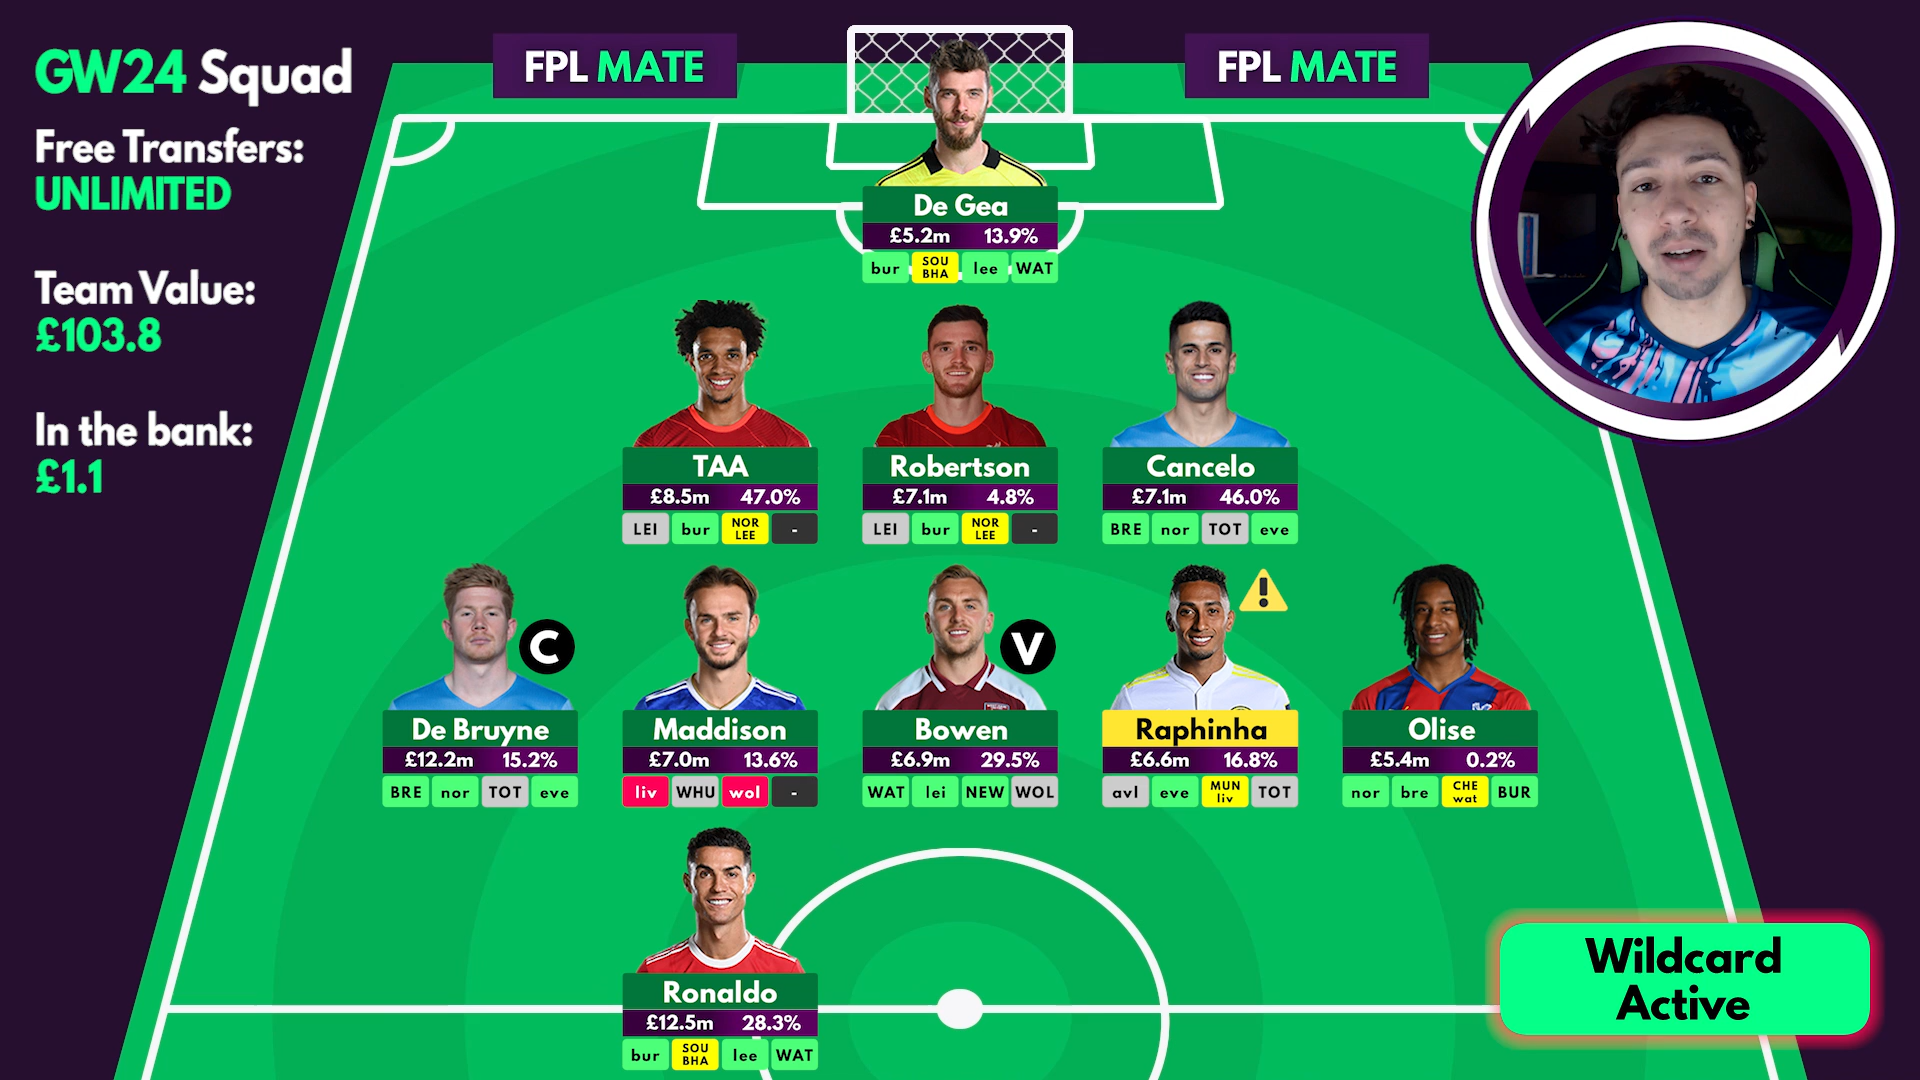 GW24 Squad
Free Transfers:
UNLIMITED
Team Value:
£103.8
In the bank:
£1.1
FPL MATE
FPL MATE
De Gea
£5.2m 13.9%
bur SOU BHA lee WAT
TAA
£8.5m 47.0%
LEI bur NOR LEE -
Robertson
£7.1m 4.8%
LEI bur NOR LEE -
Cancelo
£7.1m 46.0%
BRE nor TOT eve
C
De Bruyne
£12.2m 15.2%
BRE nor TOT eve
Maddison
£7.0m 13.6%
liv WHU wol -
V
Bowen
£6.9m 29.5%
WAT lei NEW WOL
!
Raphinha
£6.6m 16.8%
avl eve MUN liv TOT
Olise
£5.4m 0.2%
nor bre CHE wat BUR
Ronaldo
£12.5m 28.3%
bur SOU BHA lee WAT
Wildcard
Active